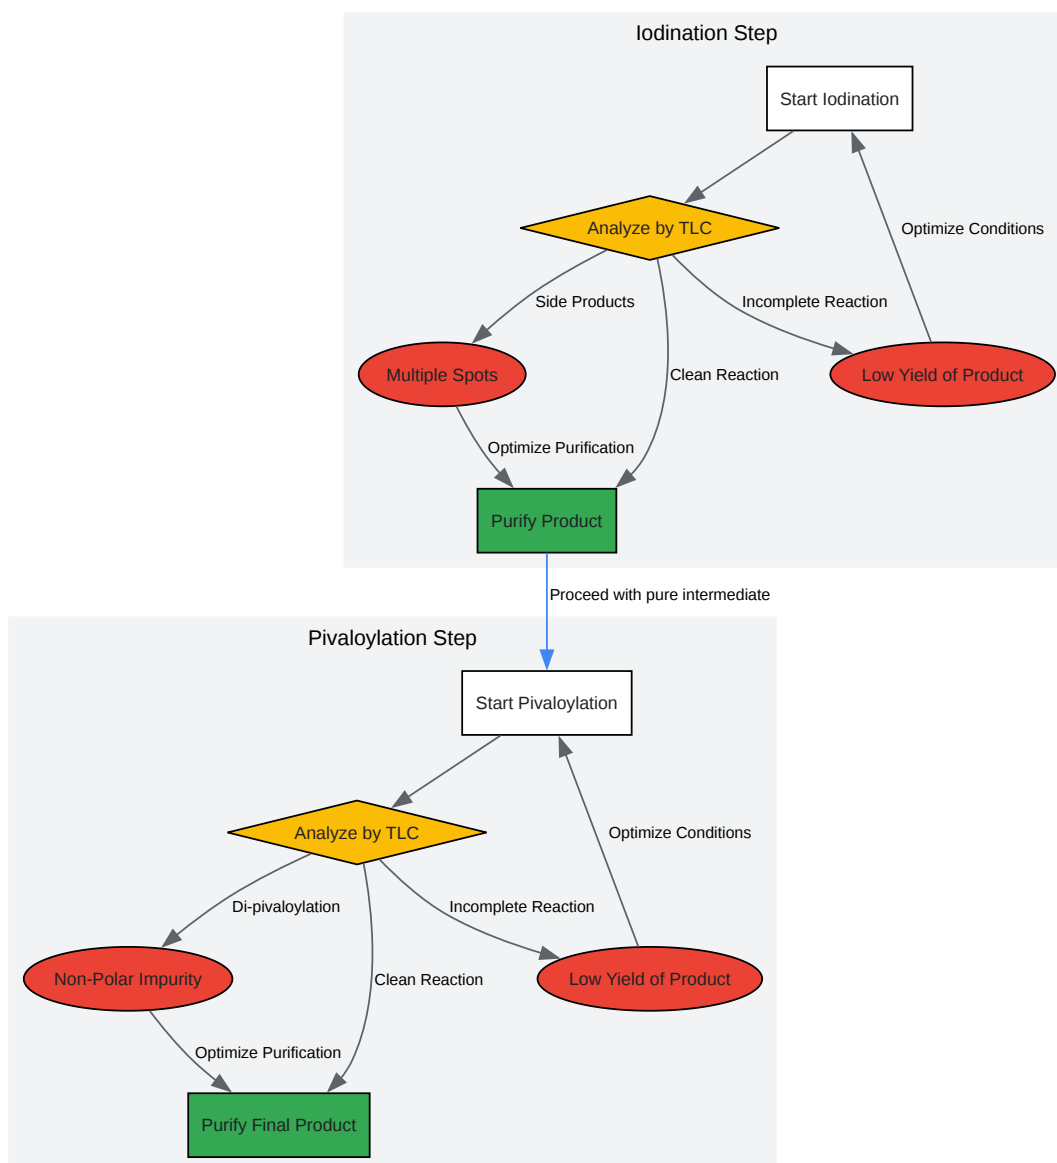 Iodination Step
Start Iodination
Analyze by TLC
Optimize Conditions
Side Products
Incomplete Reaction
Multiple Spots
Clean Reaction
Low Yield of Product
Optimize Purification
Purify Product
Proceed with pure intermediate
Pivaloylation Step
Start Pivaloylation
Analyze by TLC
Optimize Conditions
Di-pivaloylation
Incomplete Reaction
Non-Polar Impurity
Clean Reaction
Low Yield of Product
Optimize Purification
Purify Final Product